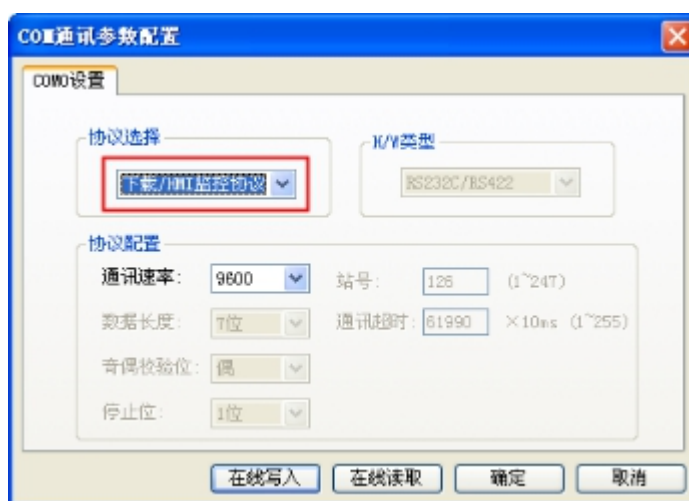 COM通讯参数配置
COM0设置
协议选择
H/W类型
下载/HMI监控协议
RS232C/RS422
协议配置
通讯速率: 9600 站号: 126 (1~247)
数据长度: 7位 通讯超时: 61990 ×10ms (1~255)
奇偶校验位: 偶
停止位: 1位
在线写入 在线读取 确定 取消